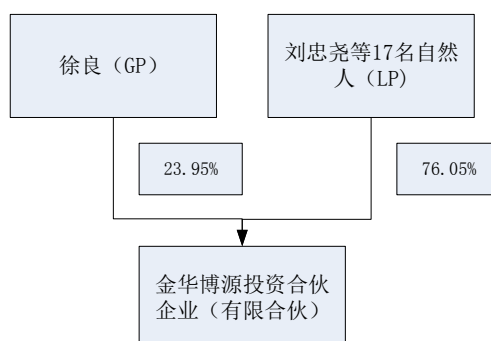 徐良（GP）
刘忠尧等17名自然
人（LP)
23.95%
76.05%
金华博源投资合伙
企业（有限合伙）